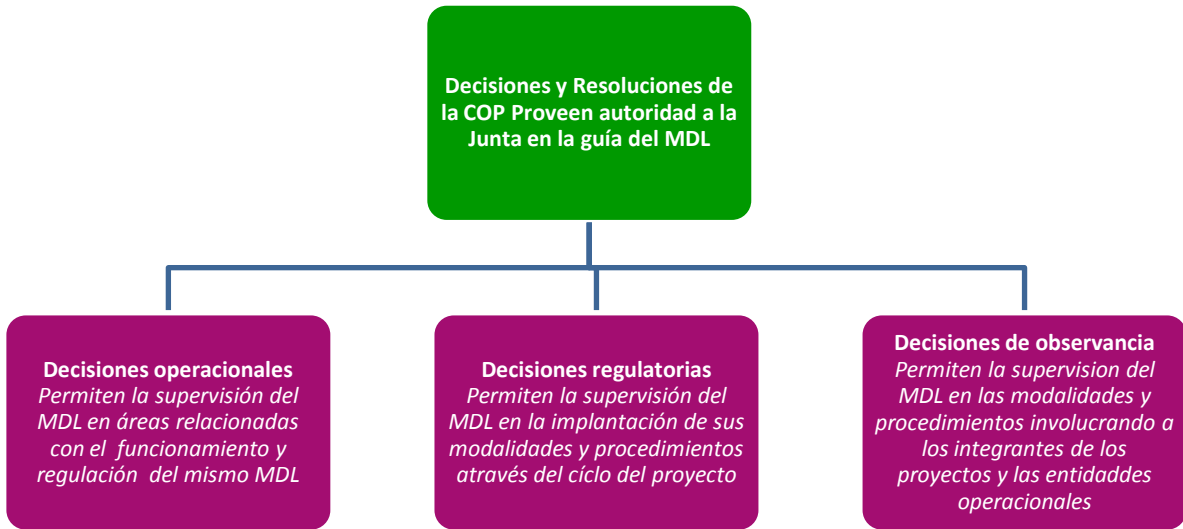 Decisiones y Resoluciones de
la COP Proveen autoridad a la
Junta en la guía del MDL
Decisiones operacionales
Permiten la supervisión del
MDL en áreas relacionadas
con el funcionamiento y
regulación del mismo MDL
Decisiones regulatorias
Permiten la supervisión del
MDL en la implantación de sus
modalidades y procedimientos
através del cíclo del proyecto
Decisiones de observancia
Permiten la supervision del
MDL en las modalidades y
procedimientos involucrando a
los integrantes de los
proyectos y las entidaddes
operacionales